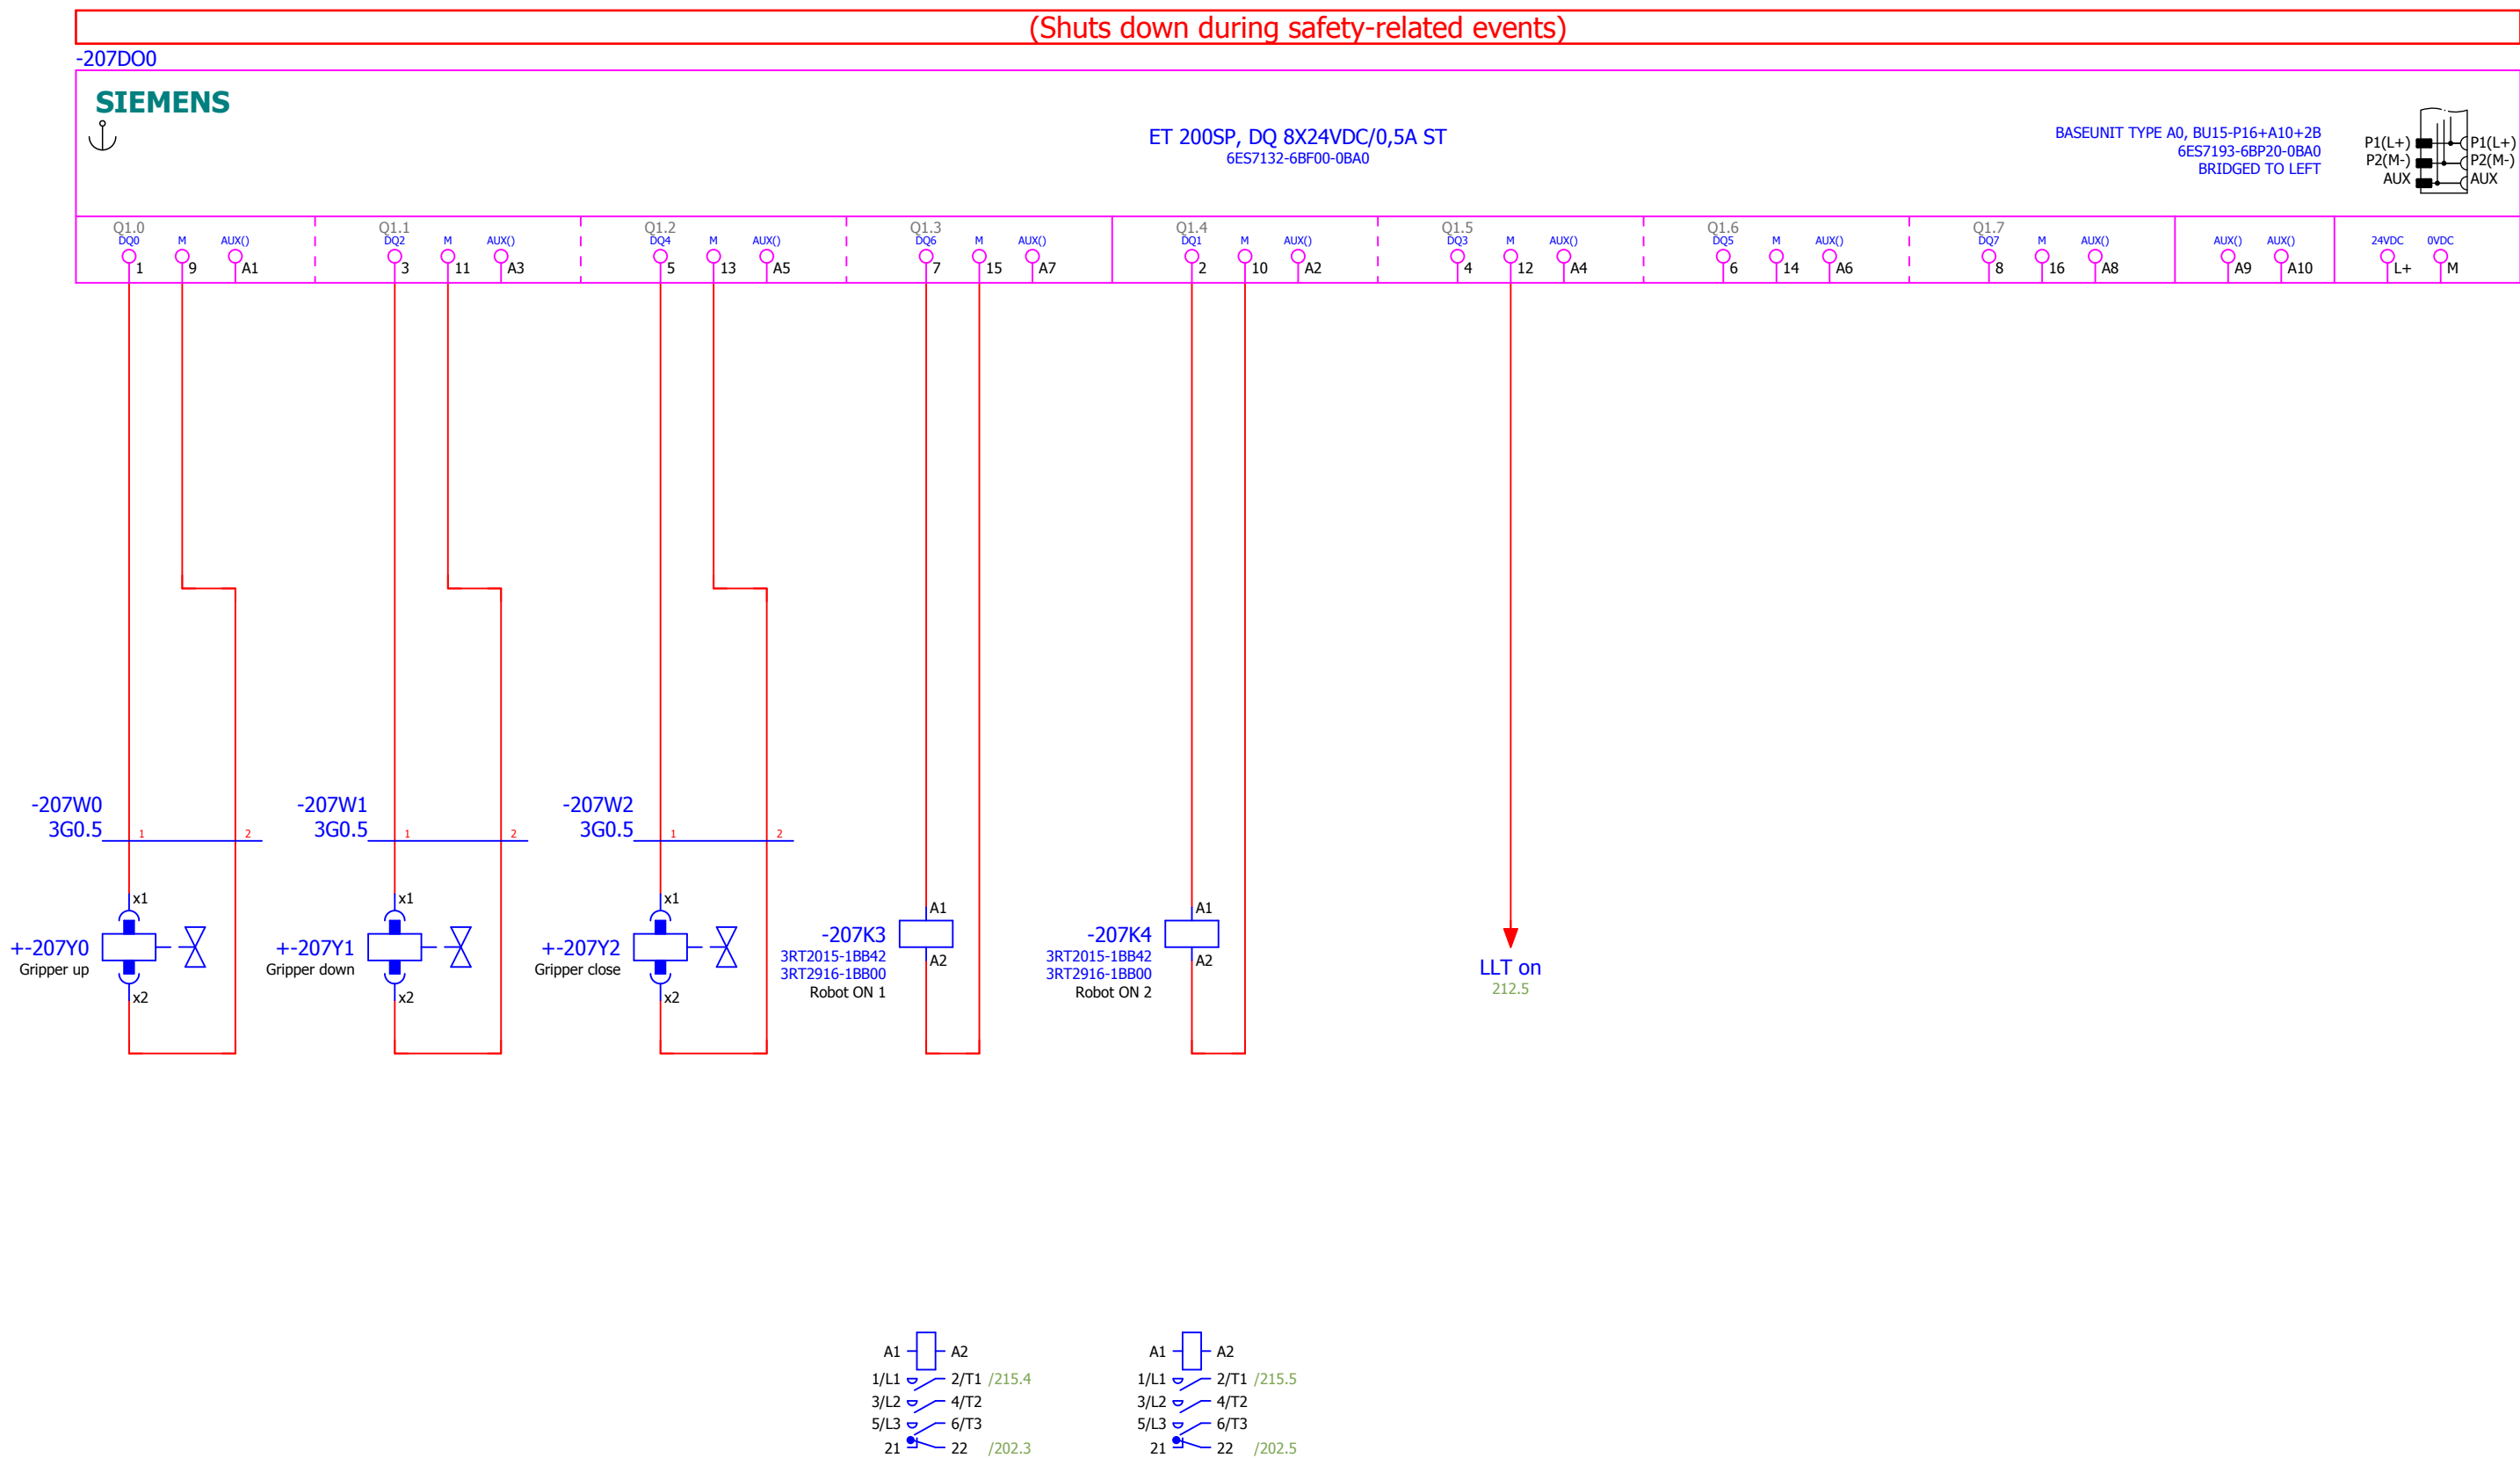 (Shuts down during safety-related events)
-207DO0
SIEMENS
ET 200SP, DQ 8X24VDC/0,5A ST
6ES7132-6BF00-0BA0
BASEUNIT TYPE A0, BU15-P16+A10+2B
6ES7193-6BP20-0BA0
BRIDGED TO LEFT
P1(L+) P1(L+)
P2(M-) P2(M-)
AUX AUX
Q1.0 Q1.1 Q1.2 Q1.3 Q1.4 Q1.5 Q1.6 Q1.7
DQ0 M AUX() DQ2 M AUX() DQ4 M AUX() DQ6 M AUX() DQ1 M AUX() DQ3 M AUX() DQ5 M AUX() DQ7 M AUX() AUX() AUX() 24VDC 0VDC
1 9 A1 3 11 A3 5 13 A5 7 15 A7 2 10 A2 4 12 A4 6 14 A6 8 16 A8 A9 A10 L+ M
-207W0 -207W1 -207W2
3G0.5 1 2 3G0.5 1 2 3G0.5 1 2
x1 x1 x1 A1 A1
+-207Y0 +-207Y1 +-207Y2 -207K3 -207K4
Gripper up Gripper down Gripper close
3RT2015-1BB42 A2 3RT2015-1BB42 A2
3RT2916-1BB00 3RT2916-1BB00
Robot ON 1 Robot ON 2
x2 x2 x2
LLT on
212.5
A1 A2 A1 A2
1/L1 2/T1 /215.4 1/L1 2/T1 /215.5
3/L2 4/T2 3/L2 4/T2
5/L3 6/T3 5/L3 6/T3
21 22 /202.3 21 22 /202.5